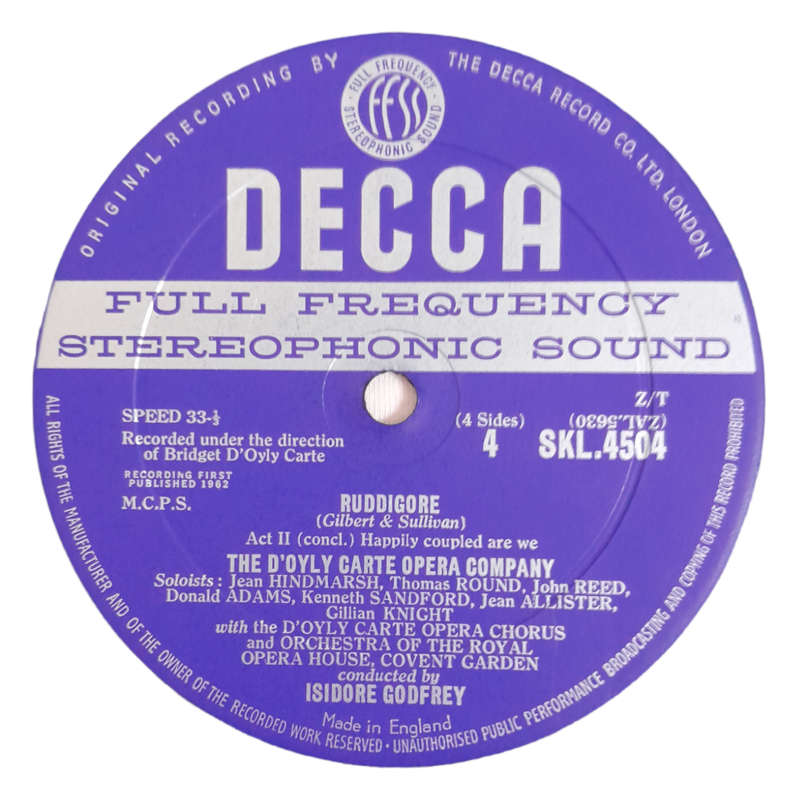 ORIGINAL RECORDING BY
THE DECCA RECORD CO. LTD. LONDON
FULL FREQUENCY
FFSS
STEREOPHONIC SOUND
DECCA
FULL FREQUENCY
STEREOPHONIC SOUND
Z/T
SPEED 33-⅓
(4 Sides)
(ZAL.5630)
Recorded under the direction
of Bridget D'Oyly Carte
4
SKL.4504
RECORDING FIRST
PUBLISHED 1962
M.C.P.S.
RUDDIGORE
(Gilbert & Sullivan)
Act II (concl.) Happily coupled are we
THE D'OYLY CARTE OPERA COMPANY
Soloists : Jean HINDMARSH, Thomas ROUND, John REED,
Donald ADAMS, Kenneth SANDFORD, Jean ALLISTER,
Gillian KNIGHT
with the D'OYLY CARTE OPERA CHORUS
and ORCHESTRA OF THE ROYAL
OPERA HOUSE, COVENT GARDEN
conducted by
ISIDORE GODFREY
Made in England
ALL RIGHTS OF THE MANUFACTURER AND OF THE OWNER OF THE RECORDED WORK RESERVED · UNAUTHORISED PUBLIC PERFORMANCE BROADCASTING AND COPYING OF THIS RECORD PROHIBITED